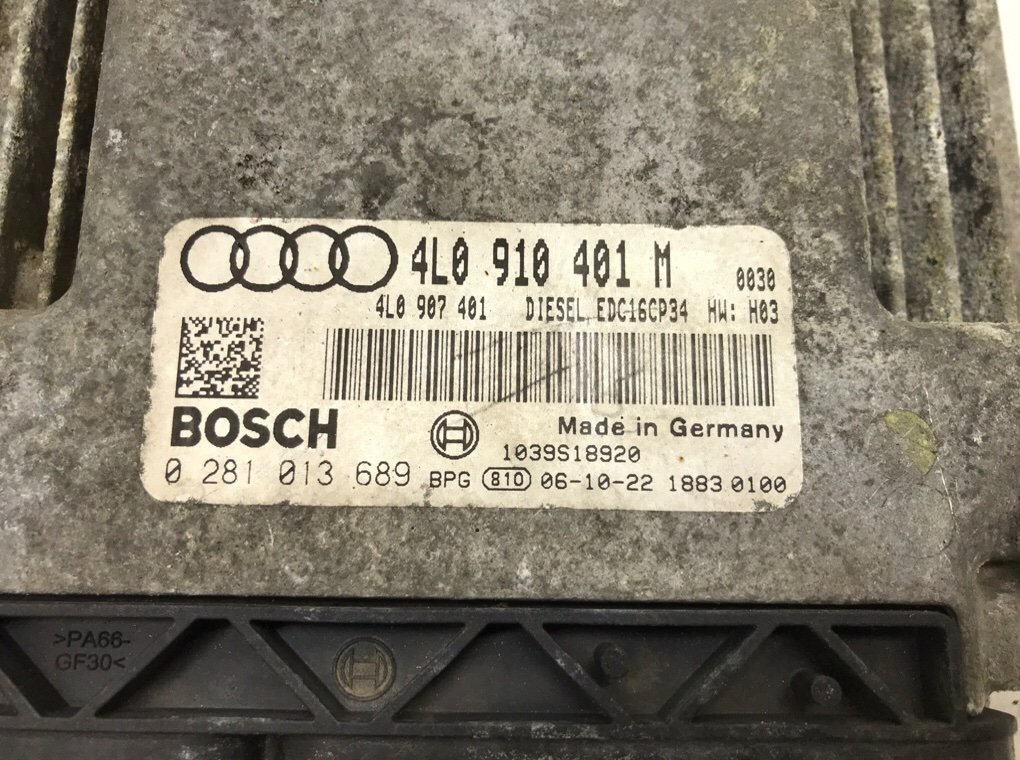 4L0 910 401 M 0030
4L0 907 401 DIESEL EDC16CP34 HW: H03
BOSCH
Made in Germany
1039S18920
0 281 013 689 BPG 810 06-10-22 1883 0100
>PA66-
GF30<